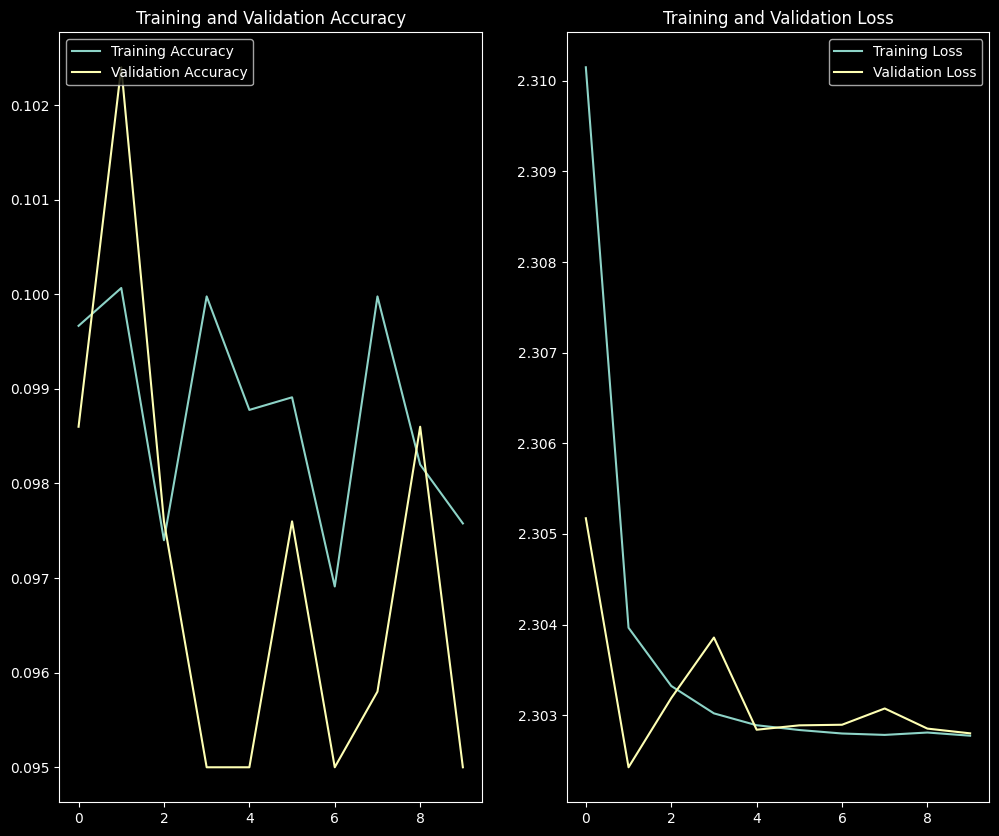 Training and Validation Accuracy
Training Accuracy
Validation Accuracy
0.102
0.101
0.100
0.099
0.098
0.097
0.096
0.095
0 2 4 6 8
Training and Validation Loss
Training Loss
Validation Loss
2.310
2.309
2.308
2.307
2.306
2.305
2.304
2.303
0 2 4 6 8